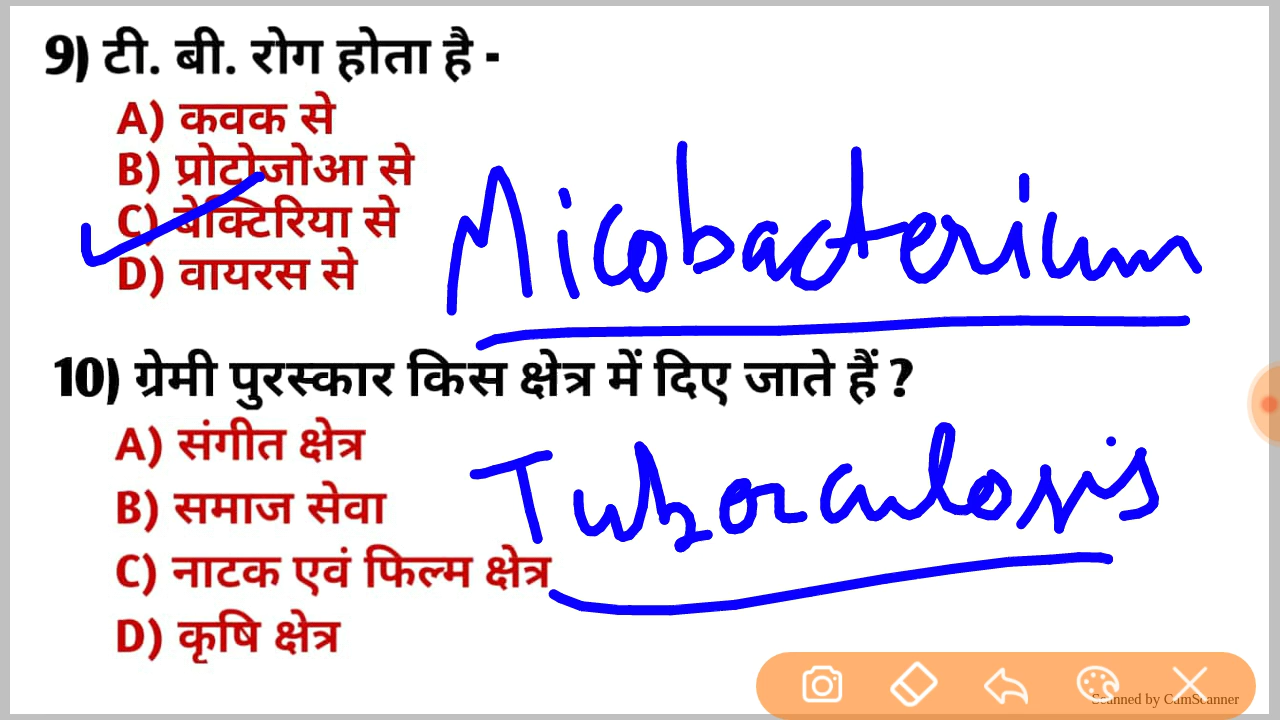 9) टी. बी. रोग होता है -
A) कवक से
B) प्रोटोजोआ से
C) बेक्टिरिया से
D) वायरस से
Micobacterium
10) ग्रेमी पुरस्कार किस क्षेत्र में दिए जाते हैं ?
A) संगीत क्षेत्र
Tuberculosis
B) समाज सेवा
C) नाटक एवं फिल्म क्षेत्र
D) कृषि क्षेत्र
Scanned by CamScanner